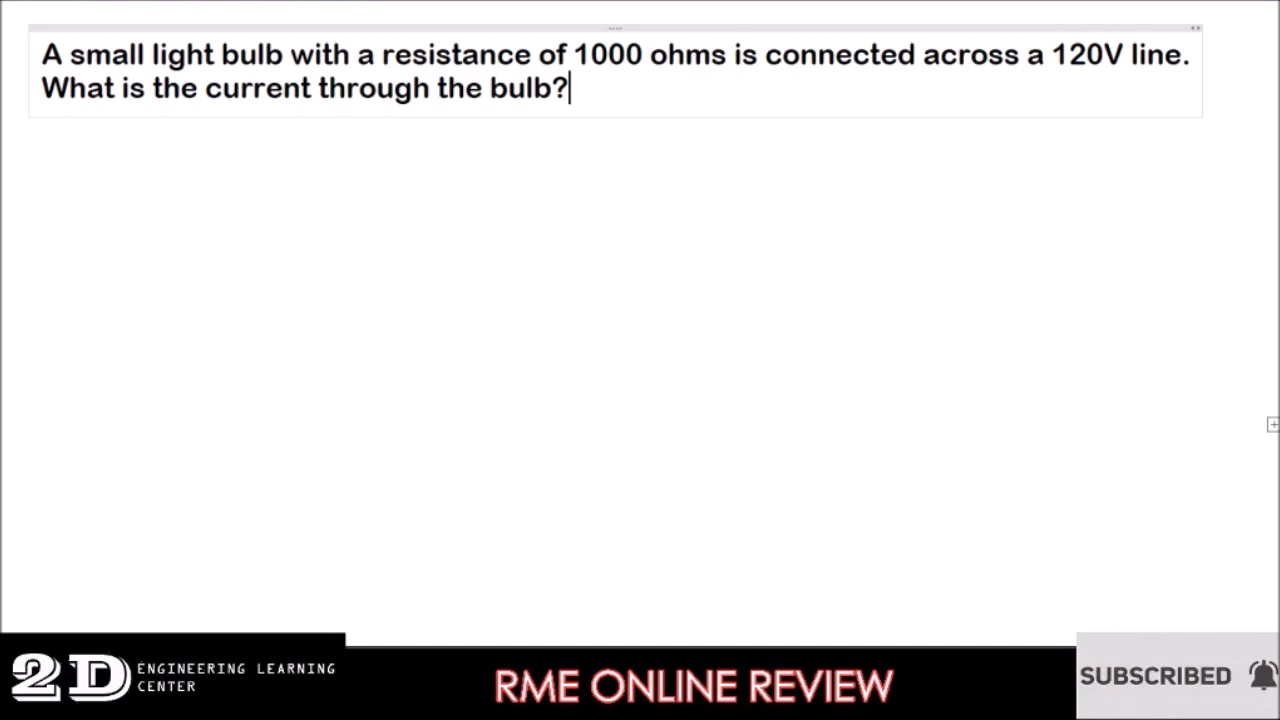 A small light bulb with a resistance of 1000 ohms is connected across a 120V line.
What is the current through the bulb?
2D ENGINEERING LEARNING
CENTER
RME ONLINE REVIEW
SUBSCRIBED